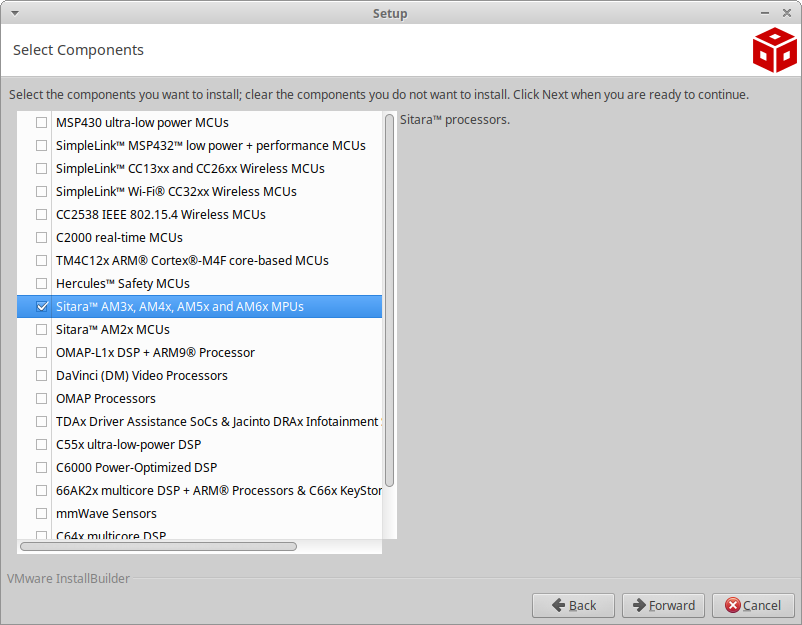 Setup
Select Components
Select the components you want to install; clear the components you do not want to install. Click Next when you are ready to continue.
MSP430 ultra-low power MCUs
SimpleLink™ MSP432™ low power + performance MCUs
SimpleLink™ CC13xx and CC26xx Wireless MCUs
SimpleLink™ Wi-Fi® CC32xx Wireless MCUs
CC2538 IEEE 802.15.4 Wireless MCUs
C2000 real-time MCUs
TM4C12x ARM® Cortex®-M4F core-based MCUs
Hercules™ Safety MCUs
Sitara™ AM3x, AM4x, AM5x and AM6x MPUs
Sitara™ AM2x MCUs
OMAP-L1x DSP + ARM9® Processor
DaVinci (DM) Video Processors
OMAP Processors
TDAx Driver Assistance SoCs & Jacinto DRAx Infotainment
C55x ultra-low-power DSP
C6000 Power-Optimized DSP
66AK2x multicore DSP + ARM® Processors & C66x KeyStor
mmWave Sensors
C64x multicore DSP
Sitara™ processors.
VMware InstallBuilder
Back
Forward
Cancel